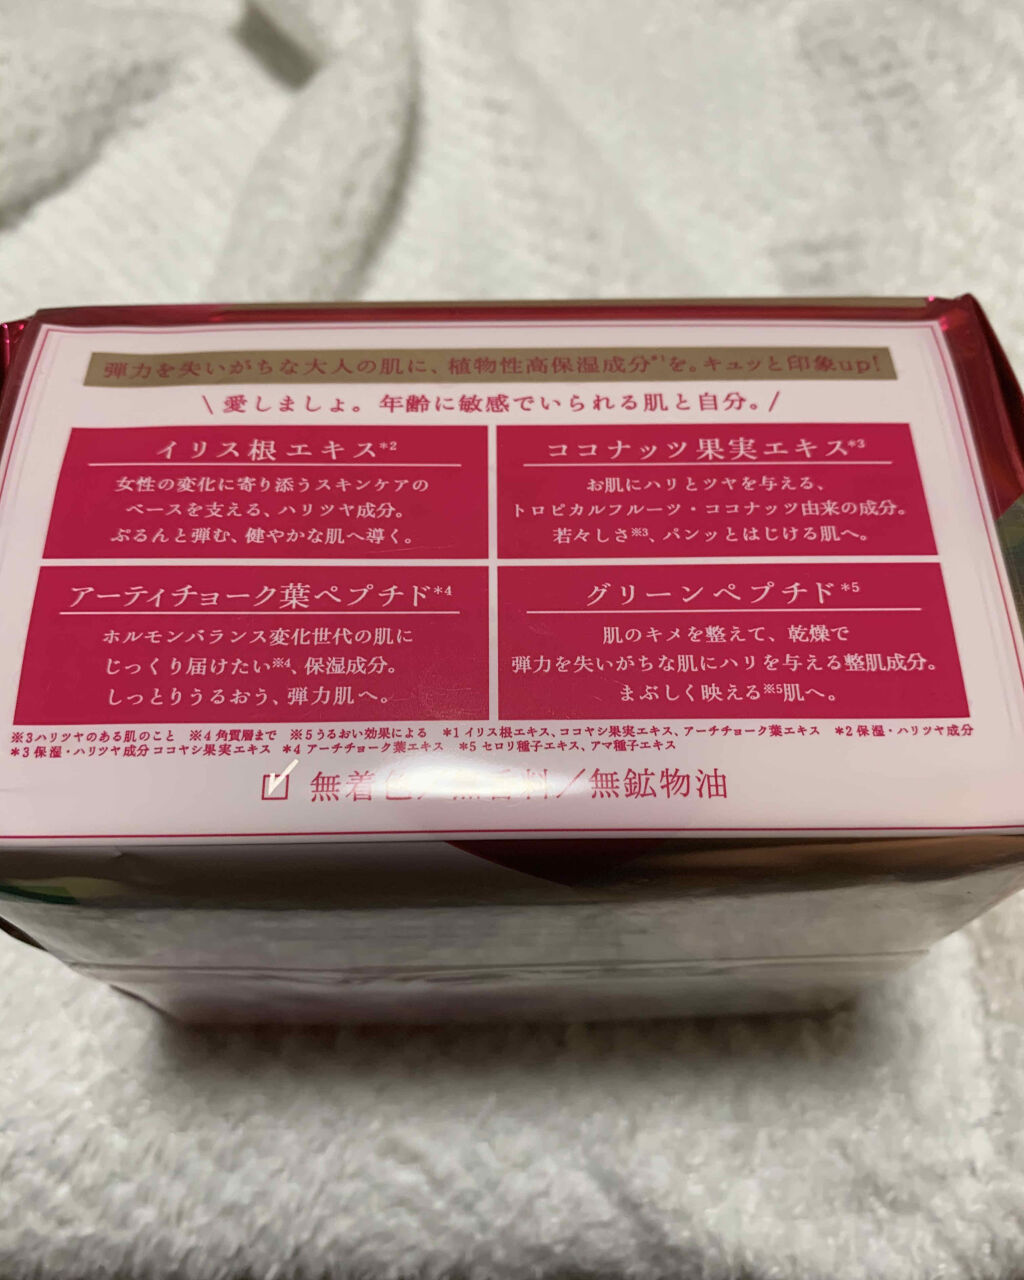 弾力を失いがちな大人の肌に、植物性高保湿成分*1を。キュッと印象up!
\ 愛しましょ。年齢に敏感でいられる肌と自分。/
イリス根エキス*2
女性の変化に寄り添うスキンケアの
ベースを支える、ハリツヤ成分。
ぷるんと弾む、健やかな肌へ導く。
ココナッツ果実エキス*3
お肌にハリとツヤを与える、
トロピカルフルーツ・ココナッツ由来の成分。
若々しさ※3、パンッとはじける肌へ。
アーティチョーク葉ペプチド*4
ホルモンバランス変化世代の肌に
じっくり届けたい※4、保湿成分。
しっとりうるおう、弾力肌へ。
グリーンペプチド*5
肌のキメを整えて、乾燥で
弾力を失いがちな肌にハリを与える整肌成分。
まぶしく映える※5肌へ。
※3ハリツヤのある肌のこと ※4 角質層まで ※5うるおい効果による *1 イリス根エキス、ココヤシ果実エキス、アーチチョーク葉エキス *2 保湿・ハリツヤ成分
*3 保湿・ハリツヤ成分 ココヤシ果実エキス *4 アーチチョーク葉エキス *5 セロリ種子エキス、アマ種子エキス
☑ 無着色/無香料/無鉱物油